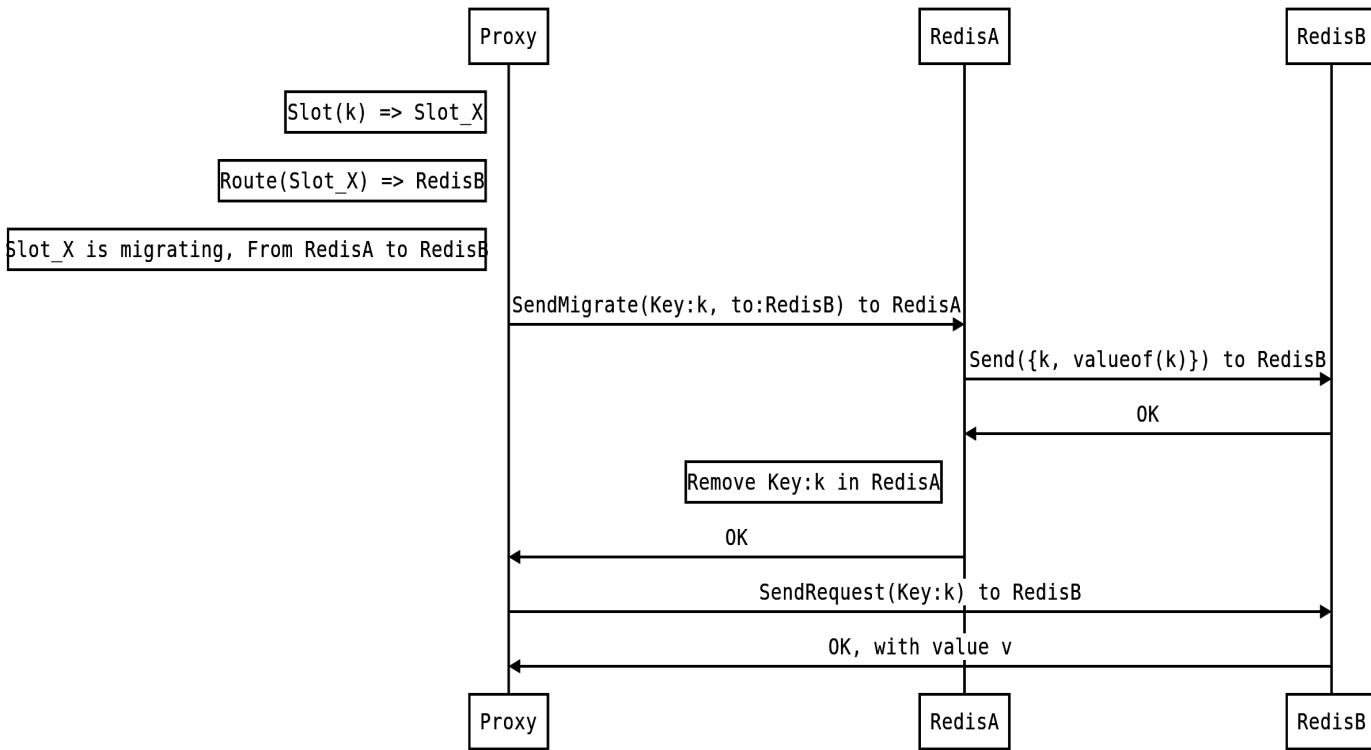 Proxy
RedisA
RedisB
Slot(k) => Slot_X
Route(Slot_X) => RedisB
Slot_X is migrating, From RedisA to RedisB
SendMigrate(Key:k, to:RedisB) to RedisA
Send({k, valueof(k)}) to RedisB
OK
Remove Key:k in RedisA
OK
SendRequest(Key:k) to RedisB
OK, with value v
Proxy
RedisA
RedisB